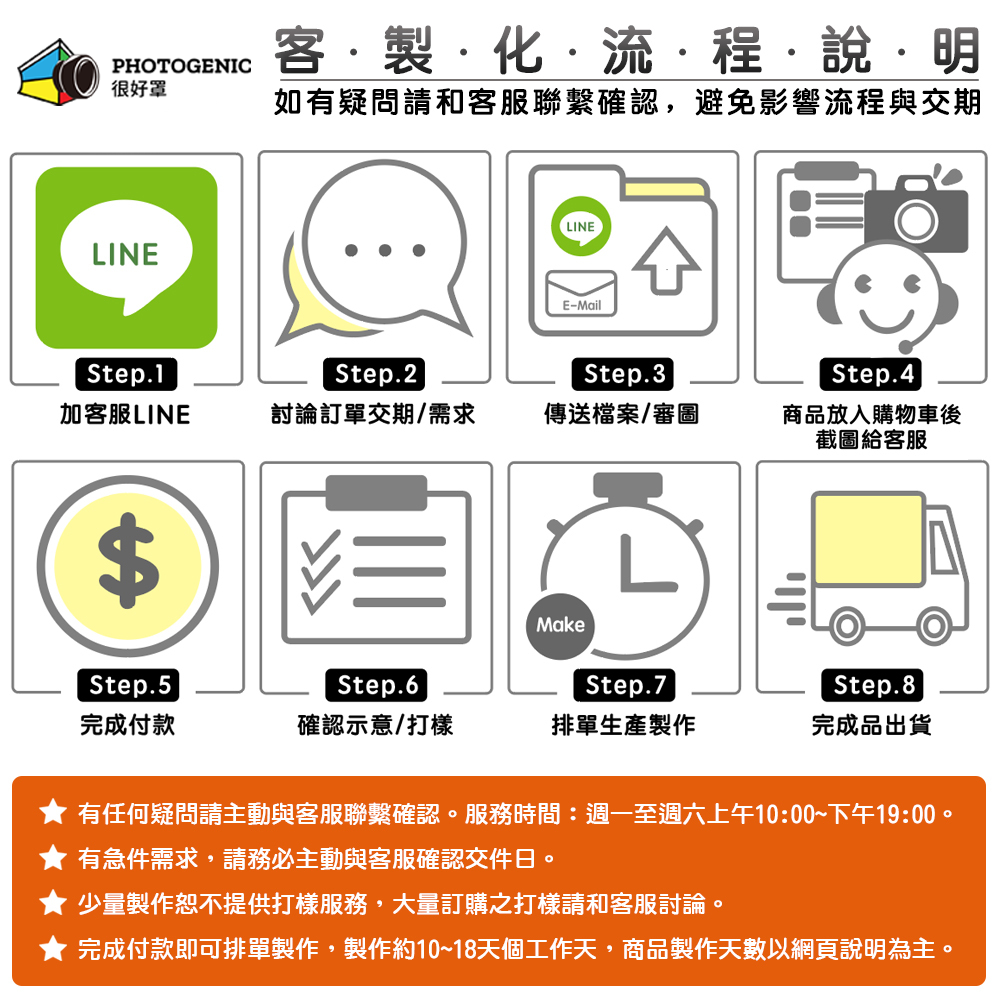 PHOTOGENIC
很好罩
客·製·化·流·程·說·明
如有疑問請和客服聯繫確認，避免影響流程與交期
LINE
Step.1
加客服LINE
Step.2
討論訂單交期/需求
LINE
E-Mail
Step.3
傳送檔案/審圖
Step.4
商品放入購物車後
截圖給客服
$
Step.5
完成付款
Step.6
確認示意/打樣
Make
Step.7
排單生產製作
Step.8
完成品出貨
★ 有任何疑問請主動與客服聯繫確認。服務時間：週一至週六上午10:00~下午19:00。
★ 有急件需求，請務必主動與客服確認交件日。
★ 少量製作恕不提供打樣服務，大量訂購之打樣請和客服討論。
★ 完成付款即可排單製作，製作約10~18天個工作天，商品製作天數以網頁說明為主。